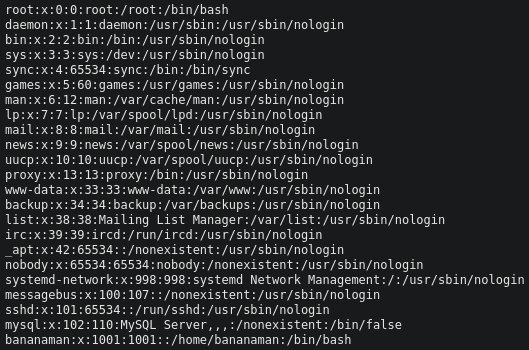 root:x:0:0:root:/root:/bin/bash
daemon:x:1:1:daemon:/usr/sbin:/usr/sbin/nologin
bin:x:2:2:bin:/bin:/usr/sbin/nologin
sys:x:3:3:sys:/dev:/usr/sbin/nologin
sync:x:4:65534:sync:/bin:/bin/sync
games:x:5:60:games:/usr/games:/usr/sbin/nologin
man:x:6:12:man:/var/cache/man:/usr/sbin/nologin
lp:x:7:7:lp:/var/spool/lpd:/usr/sbin/nologin
mail:x:8:8:mail:/var/mail:/usr/sbin/nologin
news:x:9:9:news:/var/spool/news:/usr/sbin/nologin
uucp:x:10:10:uucp:/var/spool/uucp:/usr/sbin/nologin
proxy:x:13:13:proxy:/bin:/usr/sbin/nologin
www-data:x:33:33:www-data:/var/www:/usr/sbin/nologin
backup:x:34:34:backup:/var/backups:/usr/sbin/nologin
list:x:38:38:Mailing List Manager:/var/list:/usr/sbin/nologin
irc:x:39:39:ircd:/run/ircd:/usr/sbin/nologin
_apt:x:42:65534::/nonexistent:/usr/sbin/nologin
nobody:x:65534:65534:nobody:/nonexistent:/usr/sbin/nologin
systemd-network:x:998:998:systemd Network Management:/:/usr/sbin/nologin
messagebus:x:100:107::/nonexistent:/usr/sbin/nologin
sshd:x:101:65534::/run/sshd:/usr/sbin/nologin
mysql:x:102:110:MySQL Server,,,:/nonexistent:/bin/false
bananaman:x:1001:1001::/home/bananaman:/bin/bash